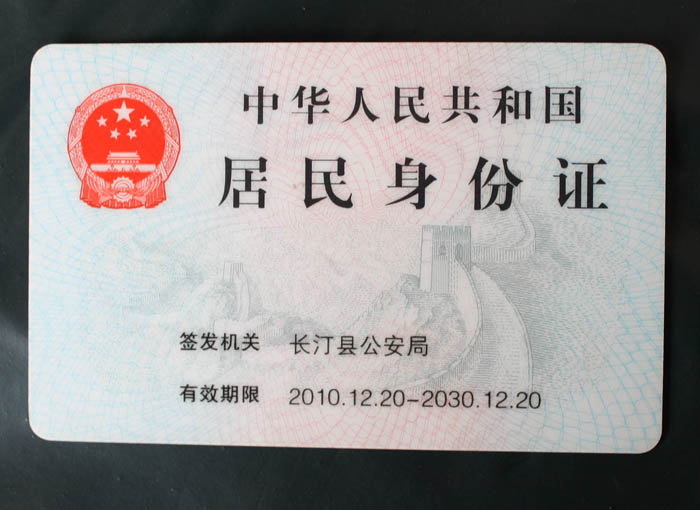 中华人民共和国
居民身份证
签发机关 长汀县公安局
有效期限 2010.12.20-2030.12.20